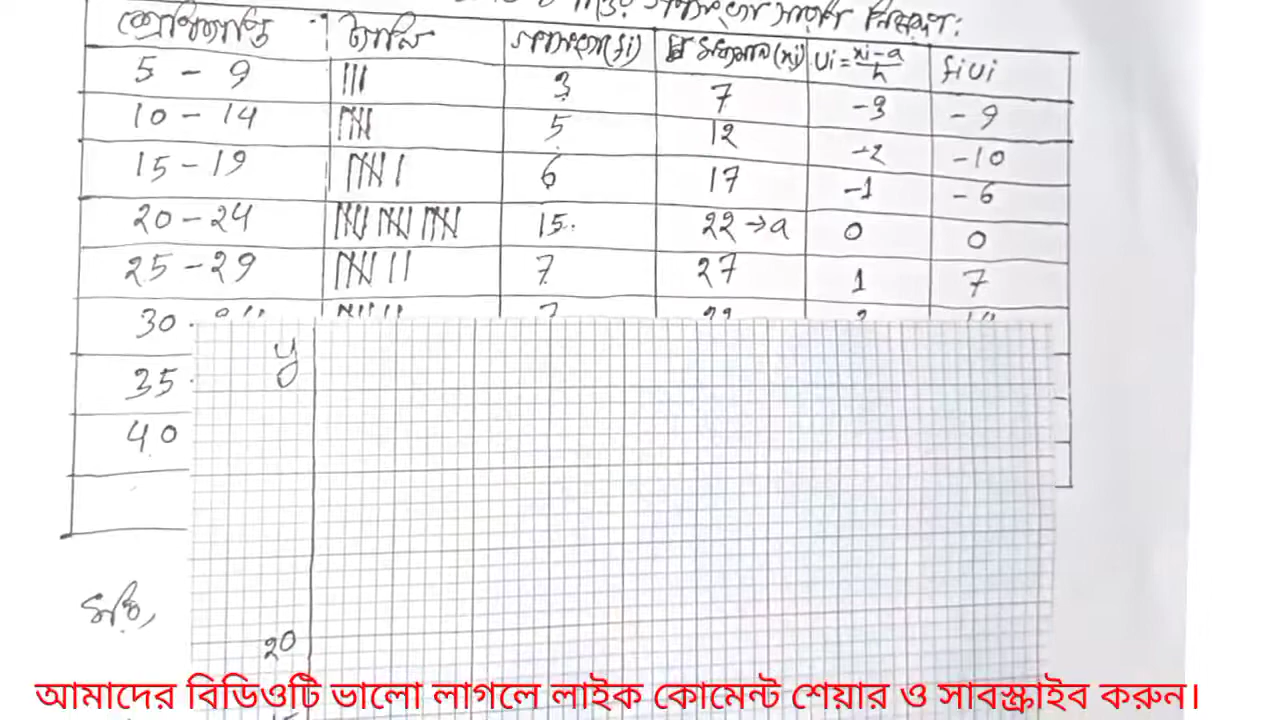 শ্রেণিব্যাপ্তি ট্যালি গণসংখ্যা(fi) মধ্যমান(xi) ui = xi-a/h fiui
5 - 9 3 7 -3 -9
10 - 14 5 12 -2 -10
15 - 19 6 17 -1 -6
20 - 24 15 22 → a 0 0
25 - 29 7 27 1 7
30
35
40
y
20
আমাদের বিডিওটি ভালো লাগলে লাইক কোমেন্ট শেয়ার ও সাবস্ক্রাইব করুন।